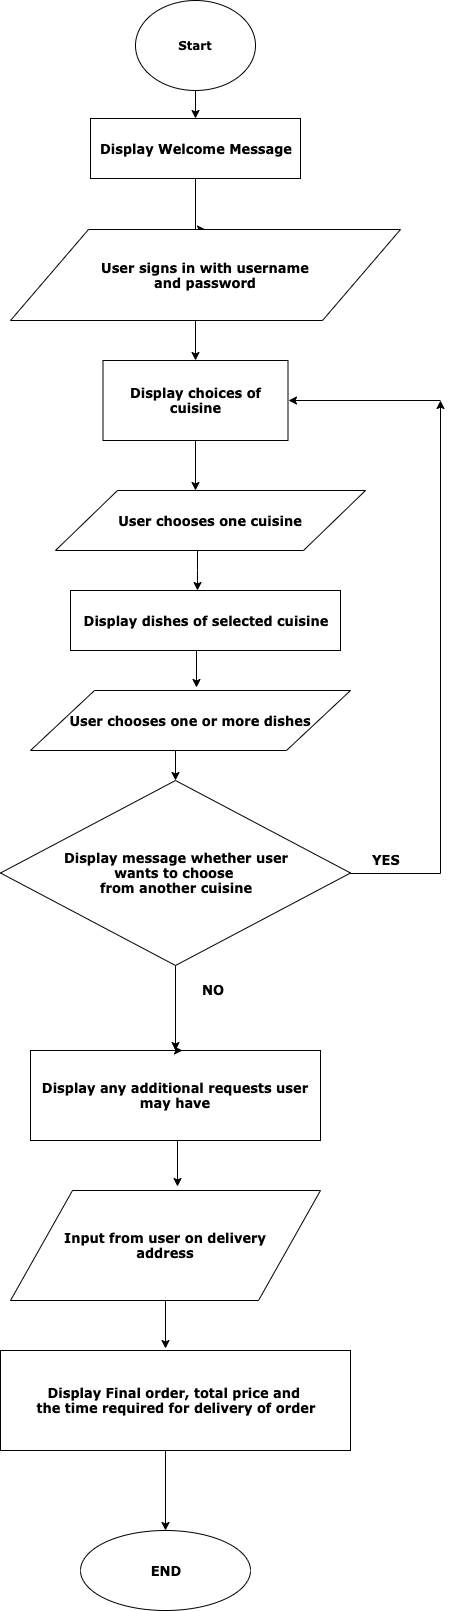 Start
Display Welcome Message
User signs in with username
and password
Display choices of
cuisine
User chooses one cuisine
Display dishes of selected cuisine
User chooses one or more dishes
Display message whether user
wants to choose
from another cuisine
YES
NO
Display any additional requests user
may have
Input from user on delivery
address
Display Final order, total price and
the time required for delivery of order
END